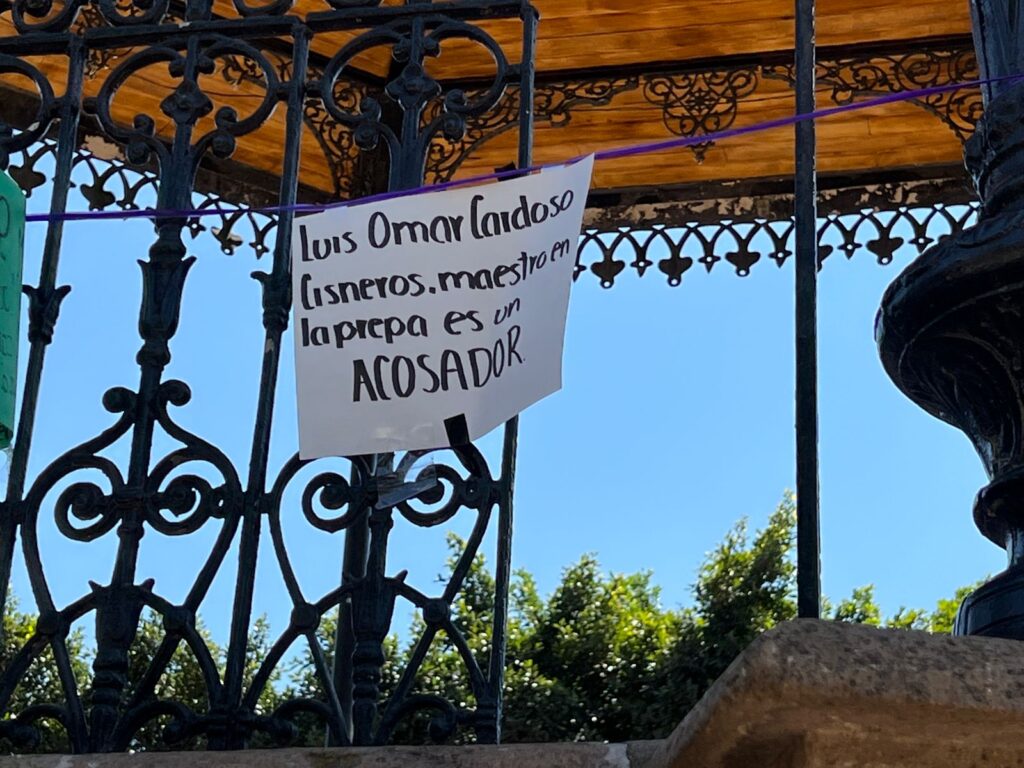 Luis Omar Cardoso
Cisneros. maestro en
la prepa es un
ACOSADOR.